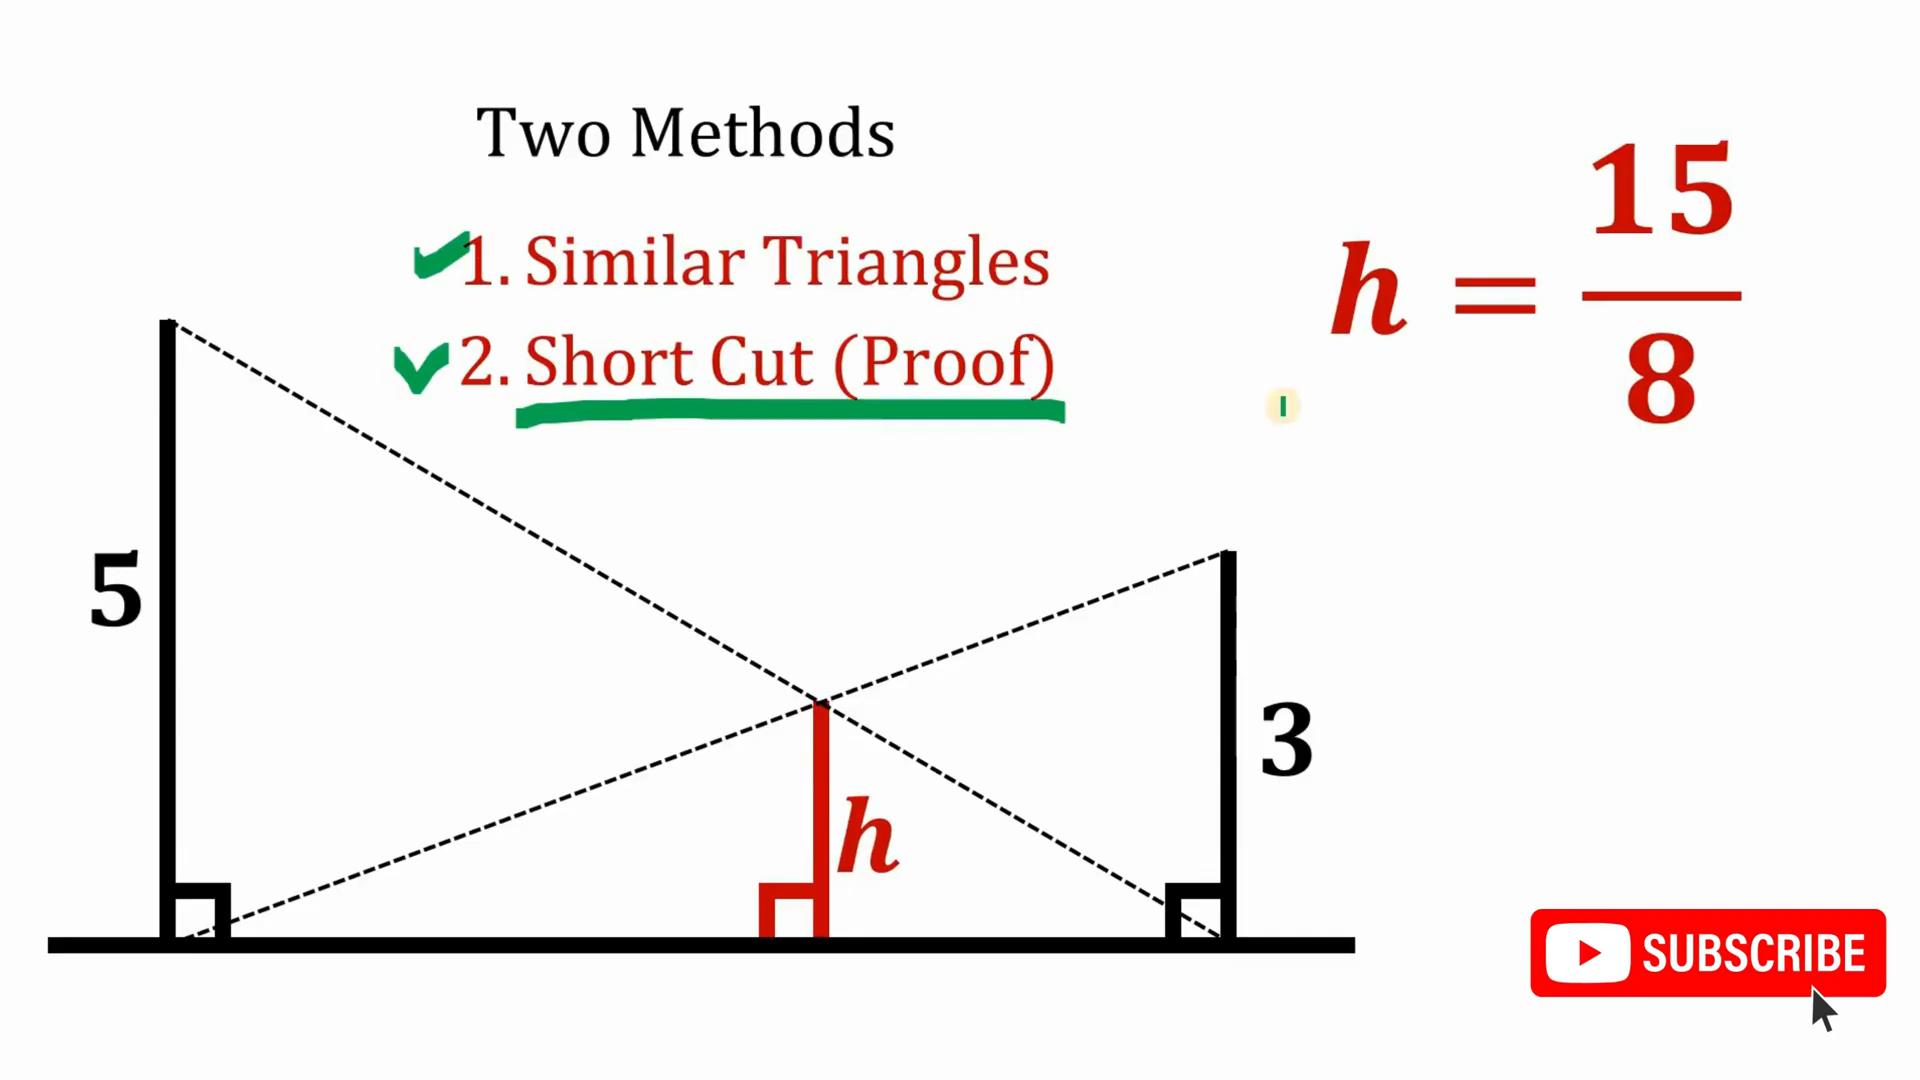 Two Methods
1. Similar Triangles
2. Short Cut (Proof)
h = 15/8
5
3
h
SUBSCRIBE